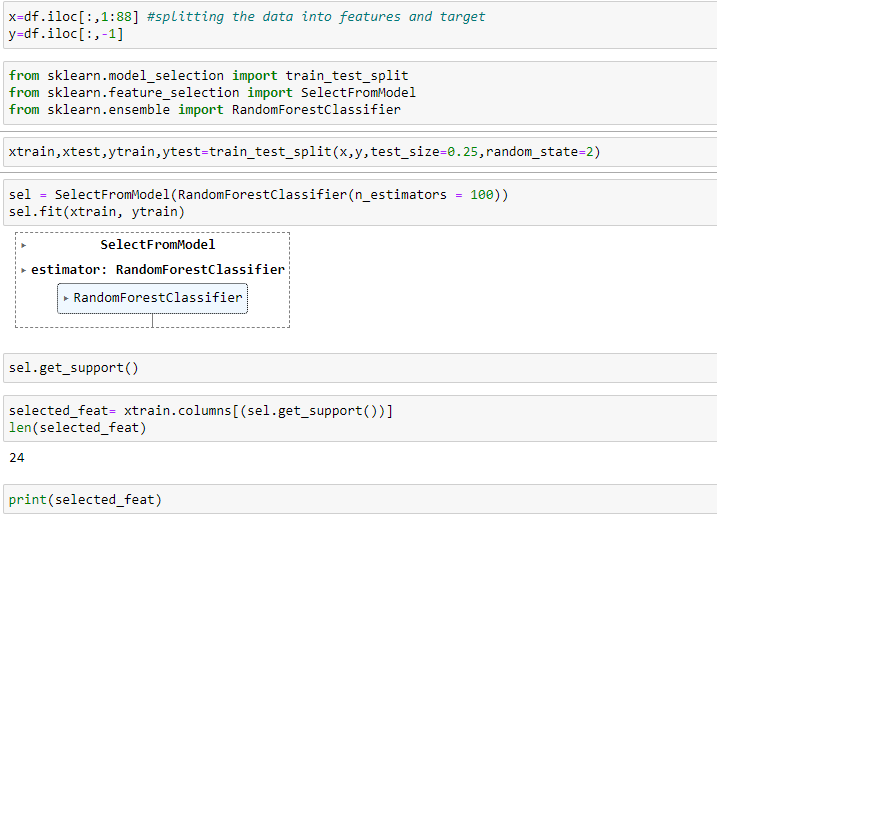 x=df.iloc[:,1:88] #splitting the data into features and target
y=df.iloc[:,-1]
from sklearn.model_selection import train_test_split
from sklearn.feature_selection import SelectFromModel
from sklearn.ensemble import RandomForestClassifier
xtrain,xtest,ytrain,ytest=train_test_split(x,y,test_size=0.25,random_state=2)
sel = SelectFromModel(RandomForestClassifier(n_estimators = 100))
sel.fit(xtrain, ytrain)
▸ SelectFromModel
▸ estimator: RandomForestClassifier
▸ RandomForestClassifier
sel.get_support()
selected_feat= xtrain.columns[(sel.get_support())]
len(selected_feat)
24
print(selected_feat)